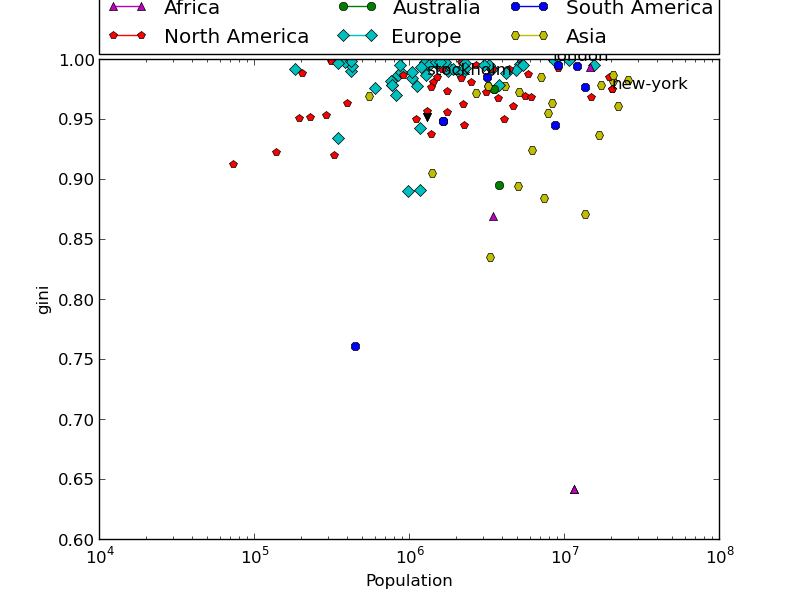 Africa Australia South America
North America Europe Asia
london
stockholm
new-york
1.00
0.95
0.90
0.85
0.80
0.75
0.70
0.65
0.60
gini
10^4 10^5 10^6 10^7 10^8
Population